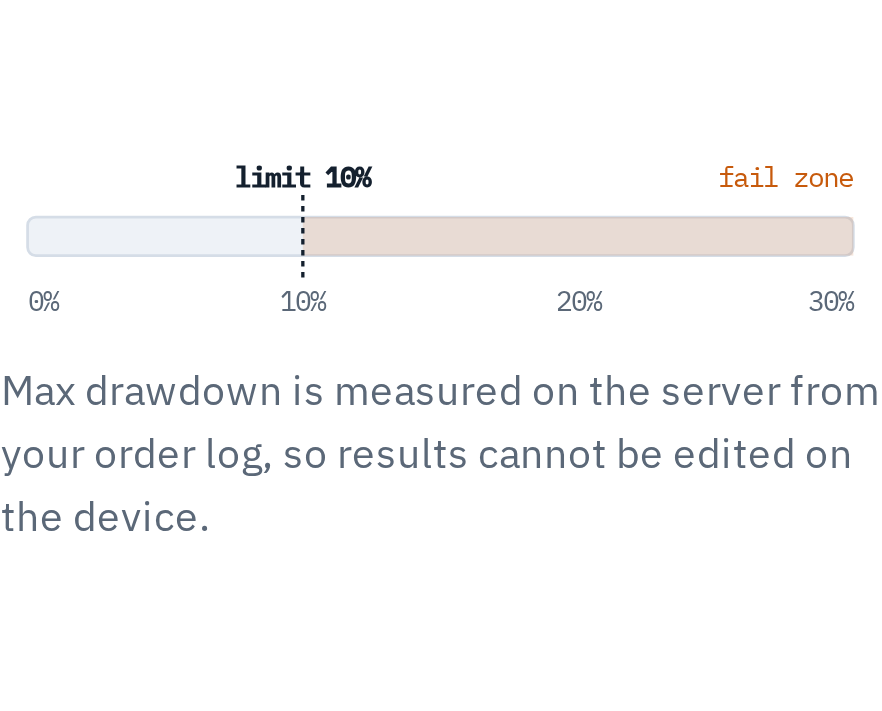 limit 10% fail zone
0% 10% 20% 30%
Max drawdown is measured on the server from
your order log, so results cannot be edited on
the device.